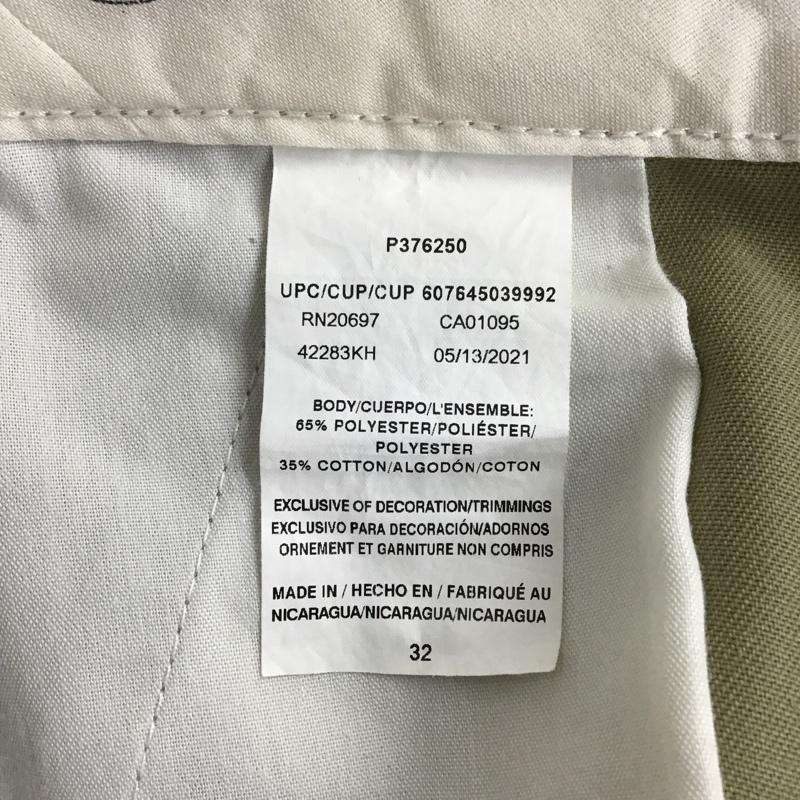 P376250
UPC/CUP/CUP 607645039992
RN20697 CA01095
42283KH 05/13/2021
BODY/CUERPO/L'ENSEMBLE:
65% POLYESTER/POLIÉSTER/
POLYESTER
35% COTTON/ALGODÓN/COTON
EXCLUSIVE OF DECORATION/TRIMMINGS
EXCLUSIVO PARA DECORACIÓN/ADORNOS
ORNEMENT ET GARNITURE NON COMPRIS
MADE IN / HECHO EN / FABRIQUÉ AU
NICARAGUA/NICARAGUA/NICARAGUA
32